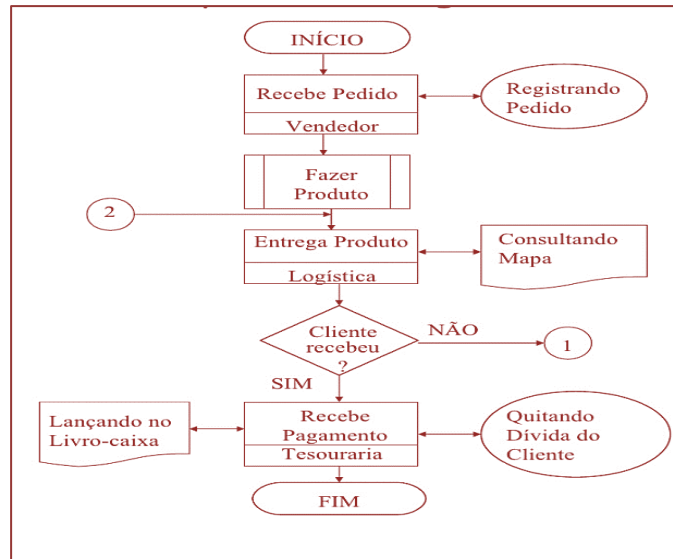 INÍCIO
Recebe Pedido
Vendedor
Registrando
Pedido
Fazer
Produto
2
Entrega Produto
Logística
Consultando
Mapa
Cliente
recebeu
?
NÃO
1
SIM
Lançando no
Livro-caixa
Recebe
Pagamento
Tesouraria
Quitando
Dívida do
Cliente
FIM